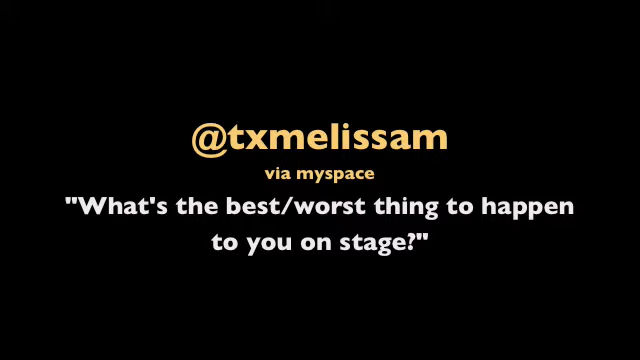 @txmelissam
via myspace
"What's the best/worst thing to happen
to you on stage?"